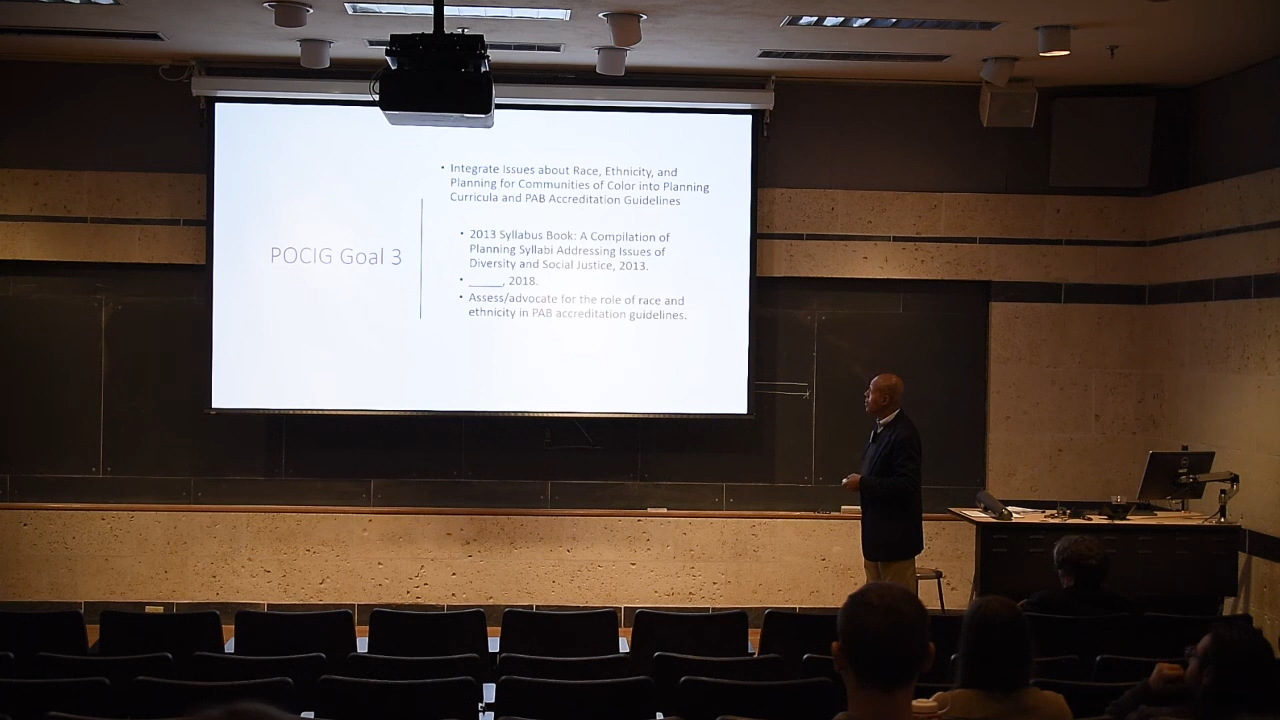 POCIG Goal 3
• Integrate Issues about Race, Ethnicity, and
Planning for Communities of Color into Planning
Curricula and PAB Accreditation Guidelines
• 2013 Syllabus Book: A Compilation of
Planning Syllabi Addressing Issues of
Diversity and Social Justice, 2013.
• _____, 2018.
• Assess/advocate for the role of race and
ethnicity in PAB accreditation guidelines.